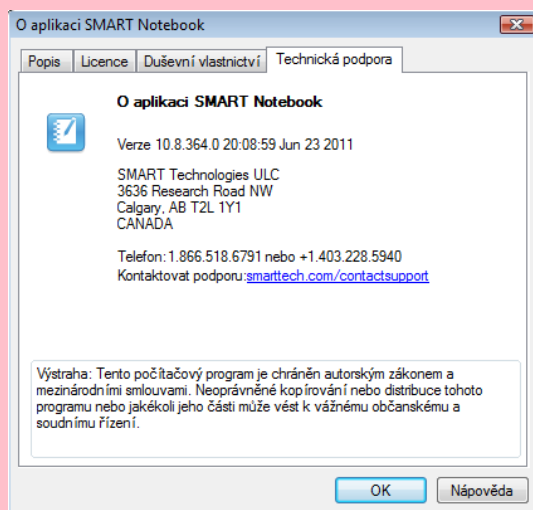 O aplikaci SMART Notebook
Popis Licence Duševní vlastnictví Technická podpora
O aplikaci SMART Notebook
Verze 10.8.364.0 20:08:59 Jun 23 2011
SMART Technologies ULC
3636 Research Road NW
Calgary, AB T2L 1Y1
CANADA
Telefon: 1.866.518.6791 nebo +1.403.228.5940
Kontaktovat podporu:smarttech.com/contactsupport
Výstraha: Tento počítačový program je chráněn autorským zákonem a
mezinárodními smlouvami. Neoprávněné kopírování nebo distribuce tohoto
programu nebo jakékoli jeho části může vést k vážnému občanskému a
soudnímu řízení.
OK Nápověda